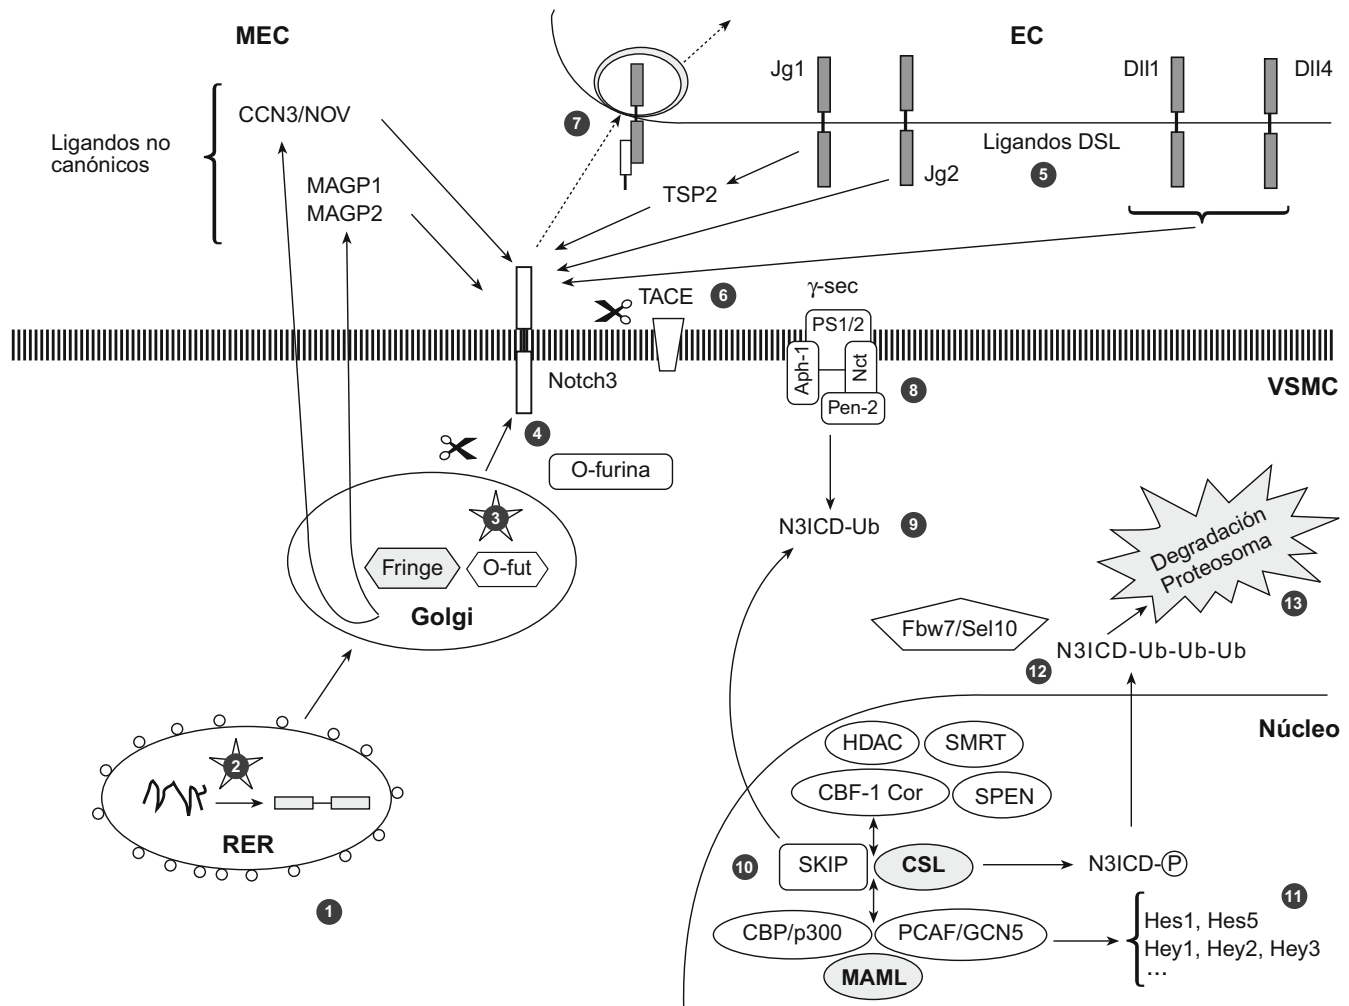 MEC
EC
CCN3/NOV
Ligandos no
canónicos
MAGP1
MAGP2
7
Jg1
Jg2
TSP2
Ligandos DSL
5
Dll1
Dll4
TACE
6
γ-sec
PS1/2
Aph-1
Nct
Pen-2
8
VSMC
Notch3
4
O-furina
3
Fringe
O-fut
Golgi
N3ICD-Ub
9
Degradación
Proteosoma
13
Fbw7/Sel10
N3ICD-Ub-Ub-Ub
12
2
RER
1
Núcleo
HDAC
SMRT
CBF-1 Cor
SPEN
10
SKIP
CSL
N3ICD-P
11
CBP/p300
PCAF/GCN5
MAML
Hes1, Hes5
Hey1, Hey2, Hey3
...